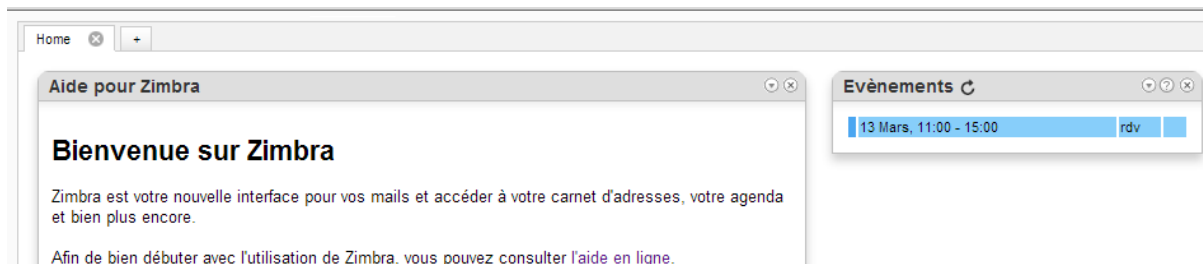 Home
+
Aide pour Zimbra
Bienvenue sur Zimbra
Zimbra est votre nouvelle interface pour vos mails et accéder à votre carnet d'adresses, votre agenda
et bien plus encore.
Afin de bien débuter avec l'utilisation de Zimbra, vous pouvez consulter l'aide en ligne.
Evènements
13 Mars, 11:00 - 15:00 rdv